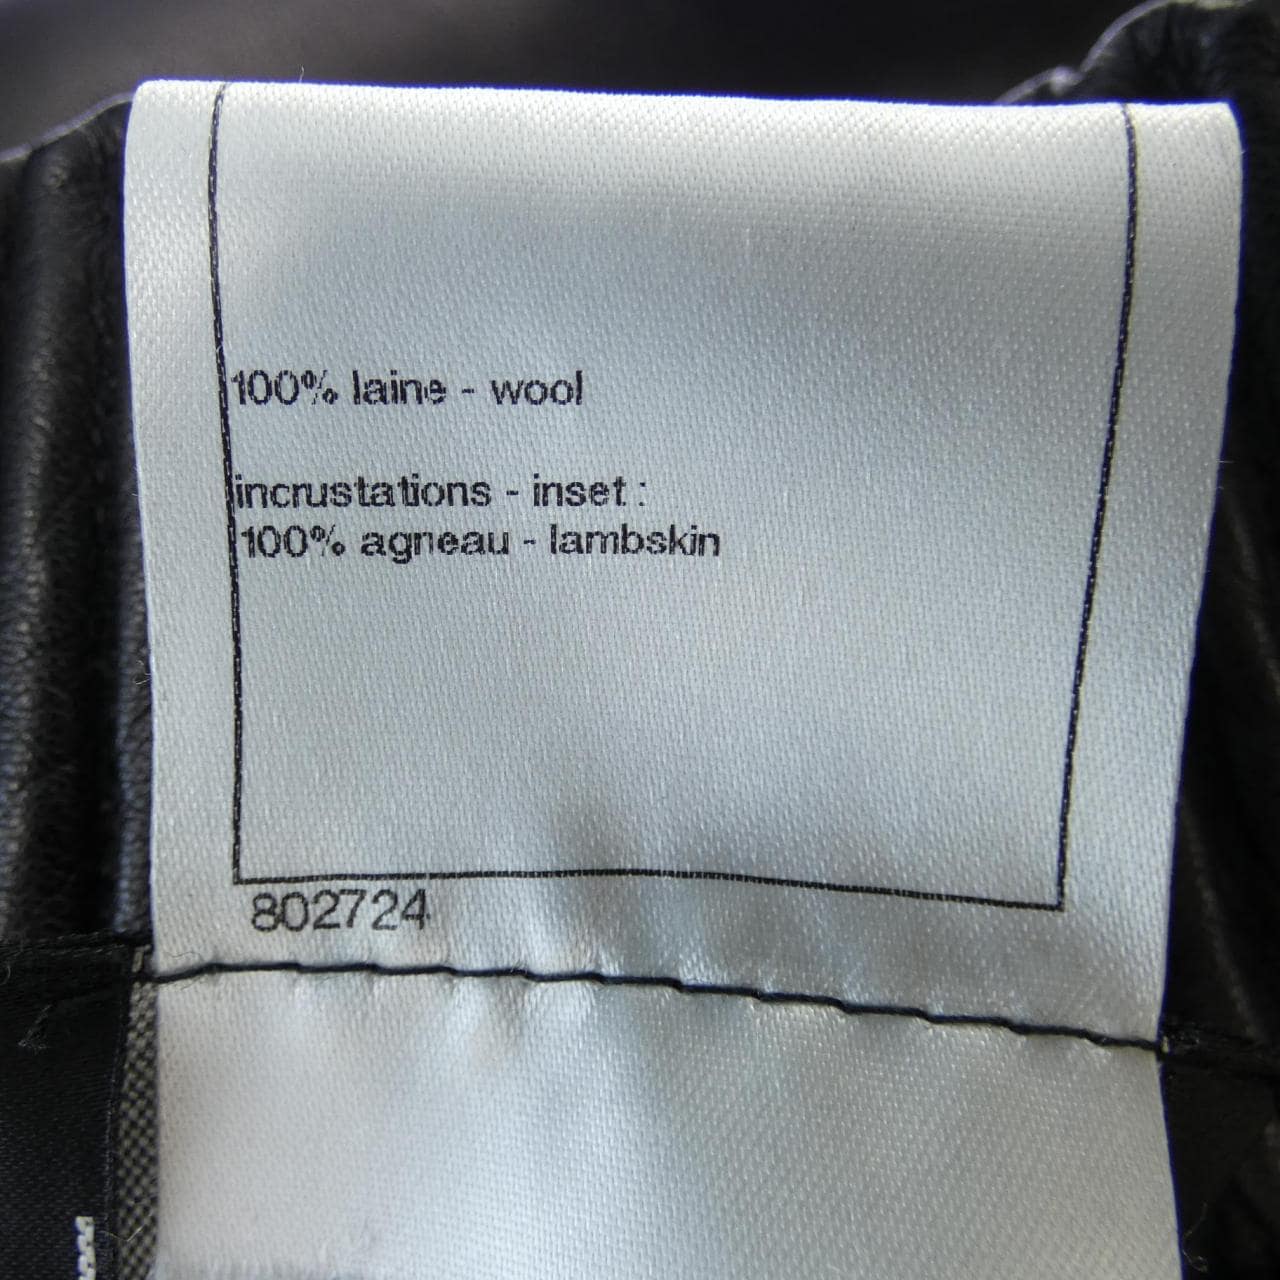 100% laine - wool
incrustations - inset :
100% agneau - lambskin
802724